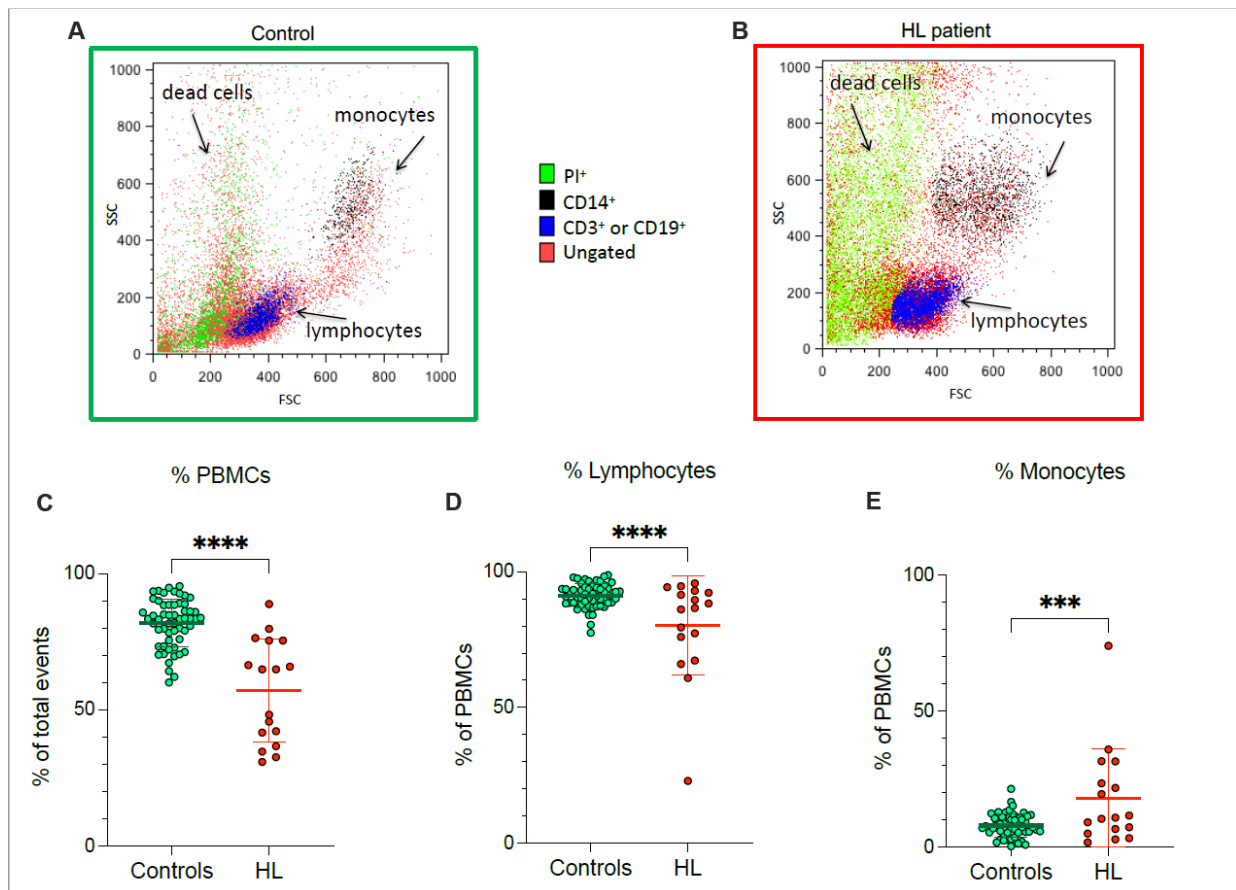 A
Control
1000
800
600
400
200
0
SSC
0 200 400 600 800 1000
FSC
dead cells
monocytes
lymphocytes
PI+
CD14+
CD3+ or CD19+
Ungated
B
HL patient
1000
800
600
400
200
0
SSC
0 200 400 600 800 1000
FSC
dead cells
monocytes
lymphocytes
C
% PBMCs
****
100
50
0
% of total events
Controls HL
D
% Lymphocytes
****
100
50
0
% of PBMCs
Controls HL
E
% Monocytes
***
100
50
0
% of PBMCs
Controls HL